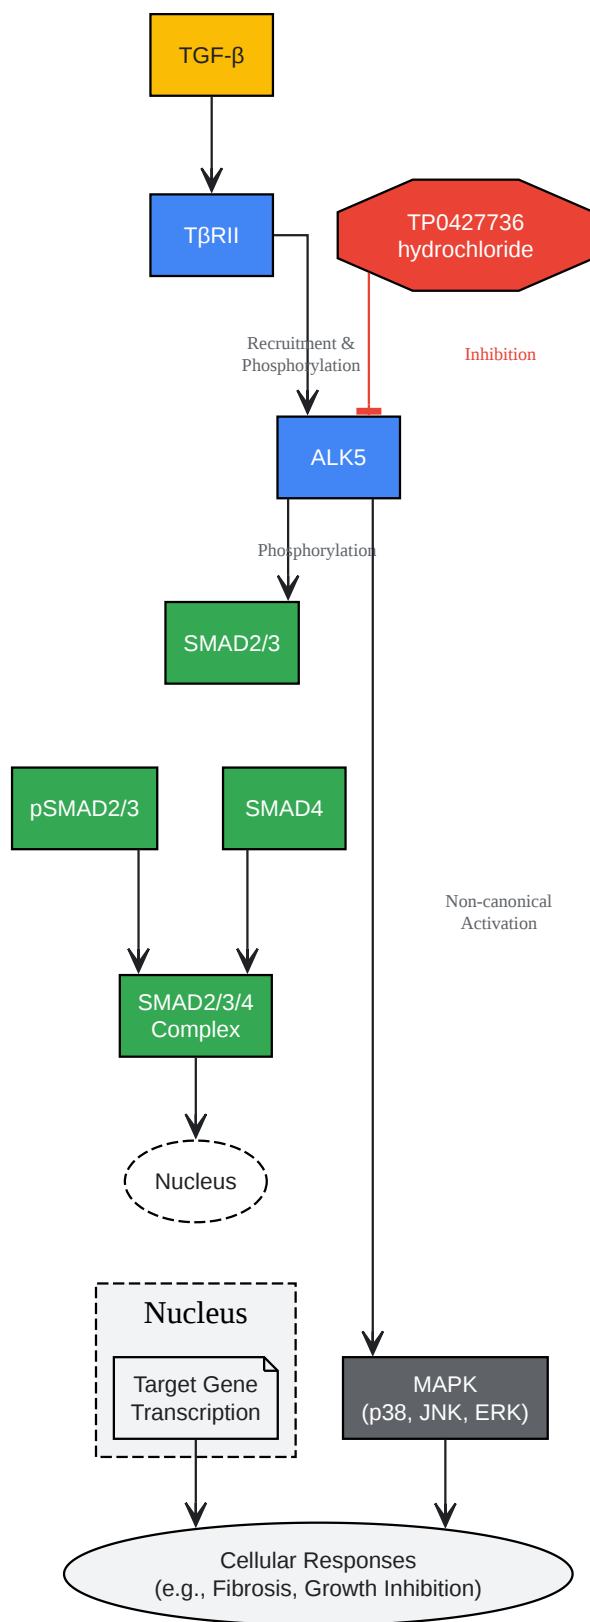 TGF-β
TβRII
TP0427736
hydrochloride
Recruitment &
Phosphorylation
Inhibition
ALK5
Phosphorylation
SMAD2/3
pSMAD2/3
SMAD4
Non-canonical
Activation
SMAD2/3/4
Complex
Nucleus
Nucleus
Target Gene
Transcription
MAPK
(p38, JNK, ERK)
Cellular Responses
(e.g., Fibrosis, Growth Inhibition)